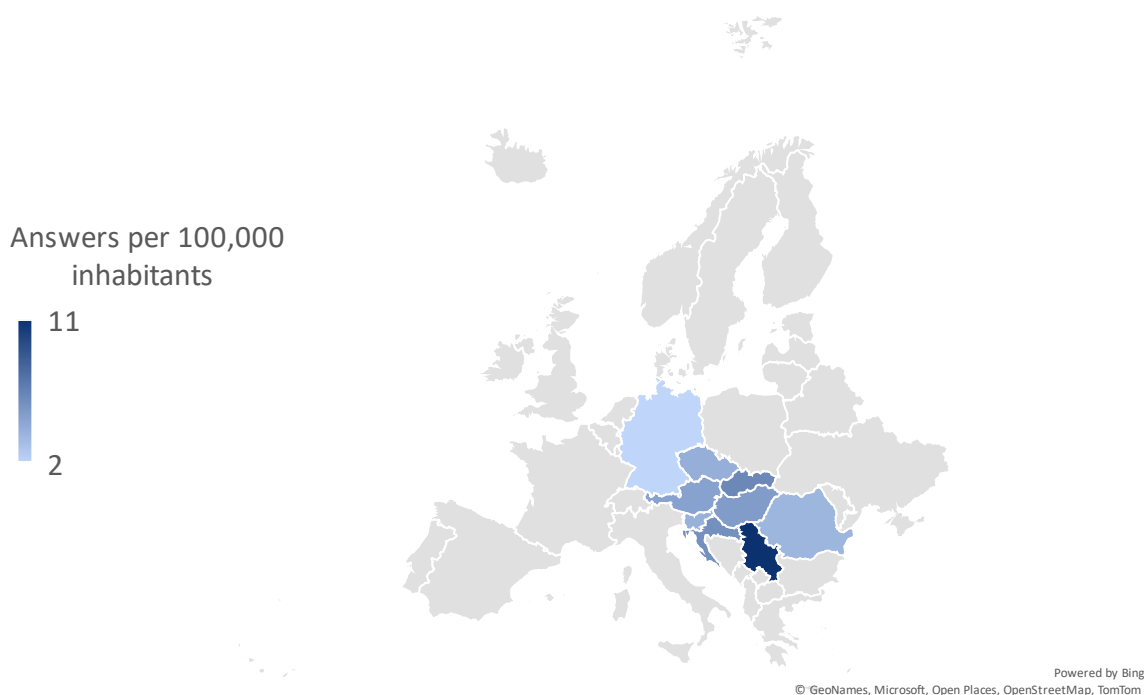 Answers per 100,000
inhabitants
11
2
Powered by Bing
© GeoNames, Microsoft, Open Places, OpenStreetMap, TomTom